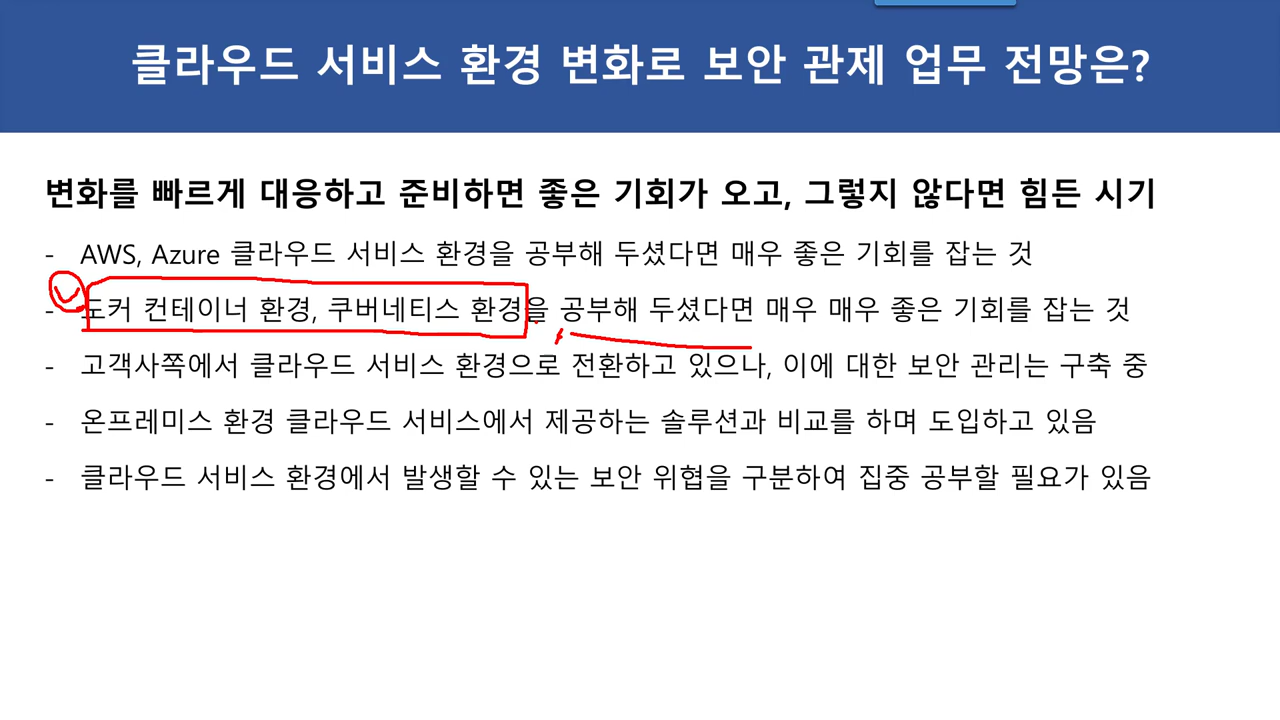 클라우드 서비스 환경 변화로 보안 관제 업무 전망은?
변화를 빠르게 대응하고 준비하면 좋은 기회가 오고, 그렇지 않다면 힘든 시기
- AWS, Azure 클라우드 서비스 환경을 공부해 두셨다면 매우 좋은 기회를 잡는 것
- 도커 컨테이너 환경, 쿠버네티스 환경을 공부해 두셨다면 매우 매우 좋은 기회를 잡는 것
- 고객사쪽에서 클라우드 서비스 환경으로 전환하고 있으나, 이에 대한 보안 관리는 구축 중
- 온프레미스 환경 클라우드 서비스에서 제공하는 솔루션과 비교를 하며 도입하고 있음
- 클라우드 서비스 환경에서 발생할 수 있는 보안 위협을 구분하여 집중 공부할 필요가 있음